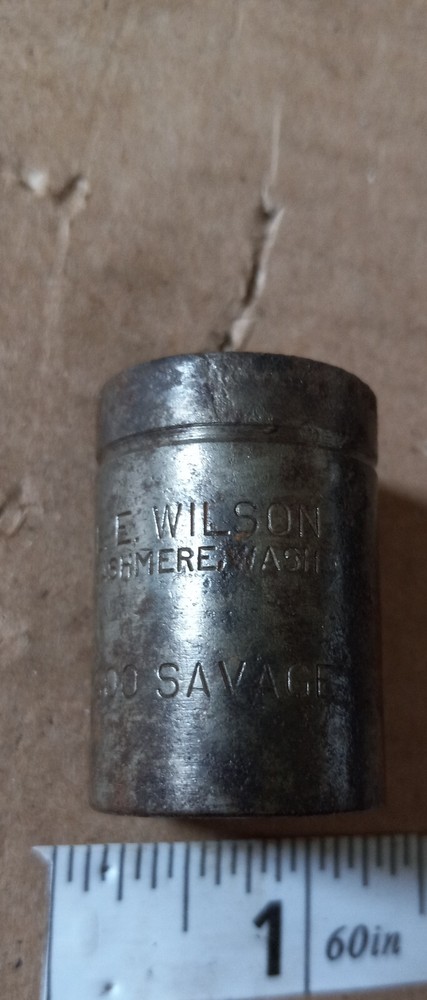 E. WILSON
SHMERE, WASH
00 SAVAGE
1 60in